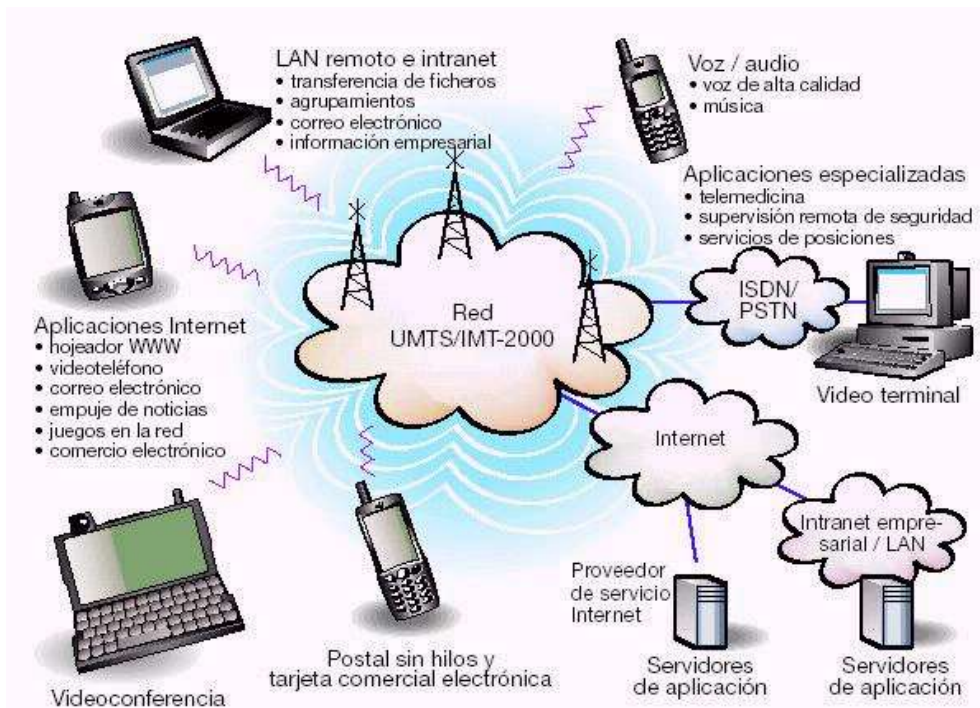 LAN remoto e intranet
• transferencia de ficheros
• agrupamientos
• correo electrónico
• información empresarial
Voz / audio
• voz de alta calidad
• música
Aplicaciones especializadas
• telemedicina
• supervisión remota de seguridad
• servicios de posiciones
Aplicaciones Internet
• hojeador WWW
• videoteléfono
• correo electrónico
• empuje de noticias
• juegos en la red
• comercio electrónico
Red
UMTS/IMT-2000
ISDN/
PSTN
Video terminal
Internet
Intranet empre-
sarial / LAN
Proveedor
de servicio
Internet
Servidores
de aplicación
Servidores
de aplicación
Postal sin hilos y
tarjeta comercial electrónica
Videoconferencia